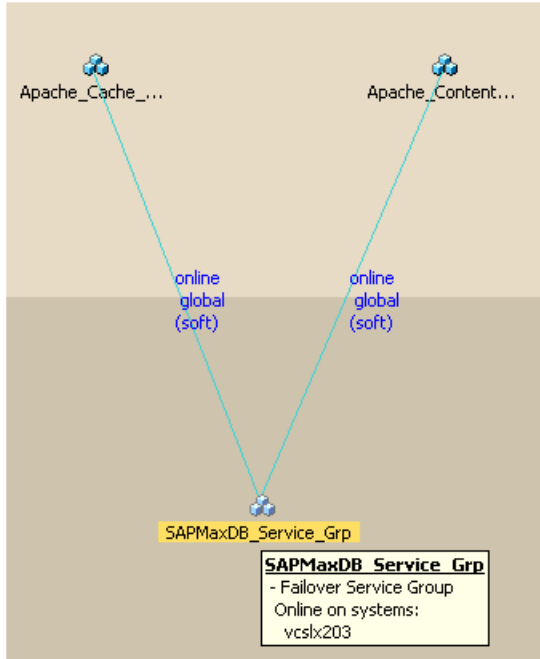 Apache_Cache_...
Apache_Content...
online
global
(soft)
online
global
(soft)
SAPMaxDB_Service_Grp
SAPMaxDB_Service_Grp
- Failover Service Group
Online on systems:
vcslx203